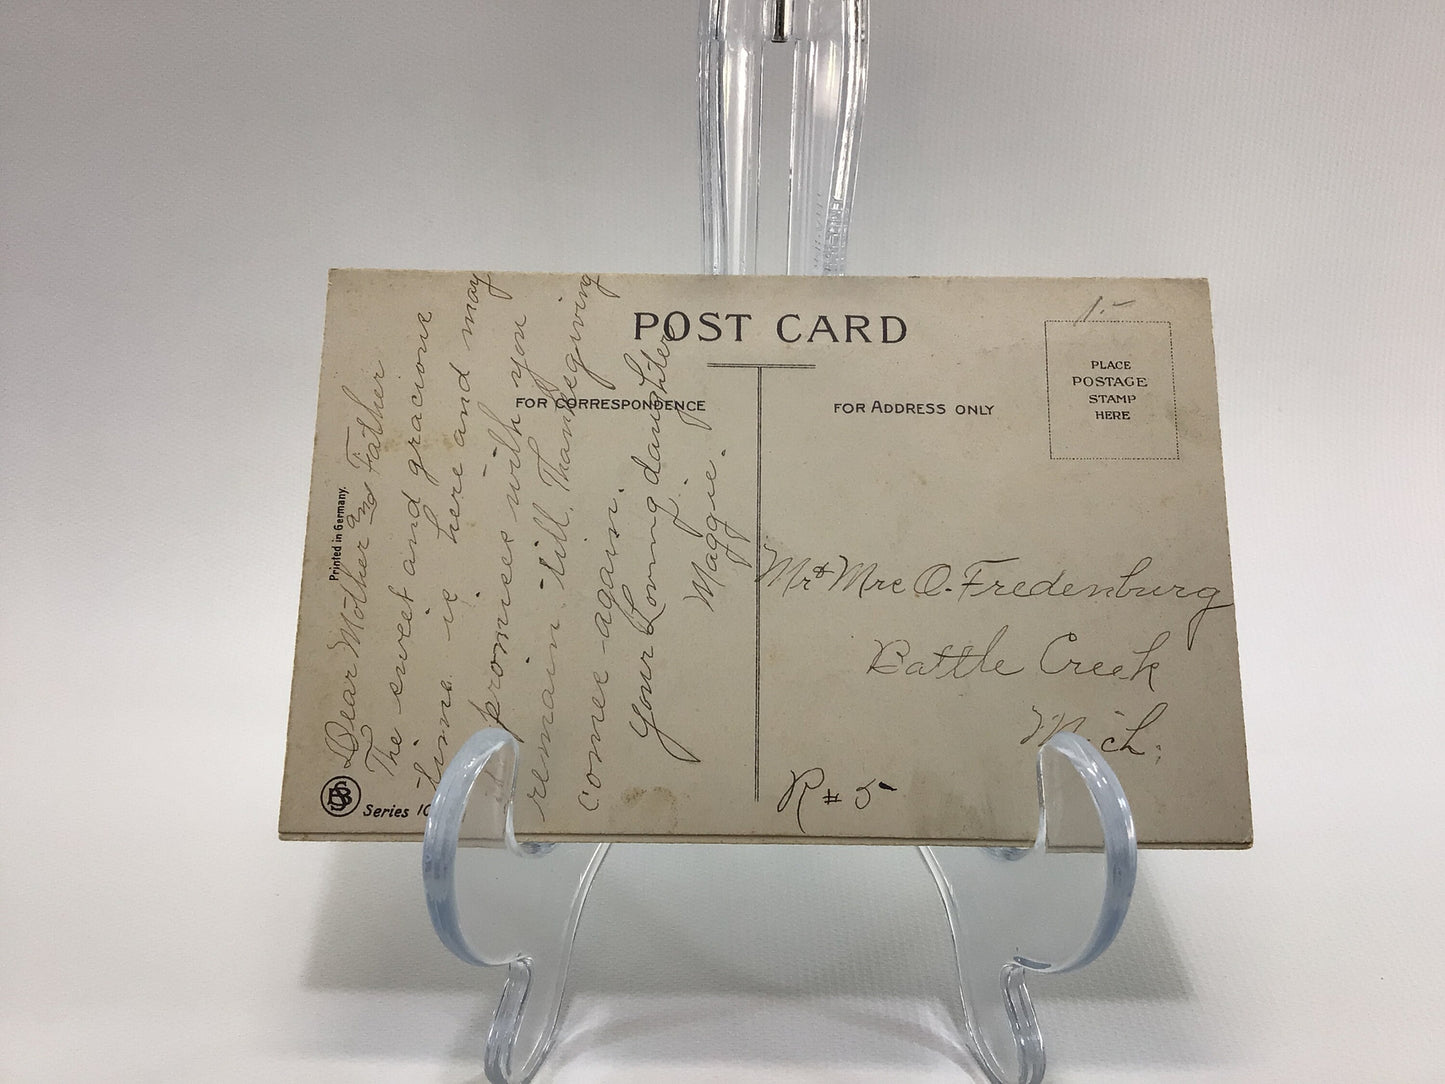 POST CARD
FOR CORRESPONDENCE
FOR ADDRESS ONLY
PLACE
POSTAGE
STAMP
HERE
Printed in Germany.
Dear Mother and Father
The sweet and gracious
time is here and may
promises with you
remain till Thanksgiving
comes again.
Your Loving daughter
Maggie.
Mr & Mrs O. Fredenburg
Battle Creek
Mich.
R # 5
Series